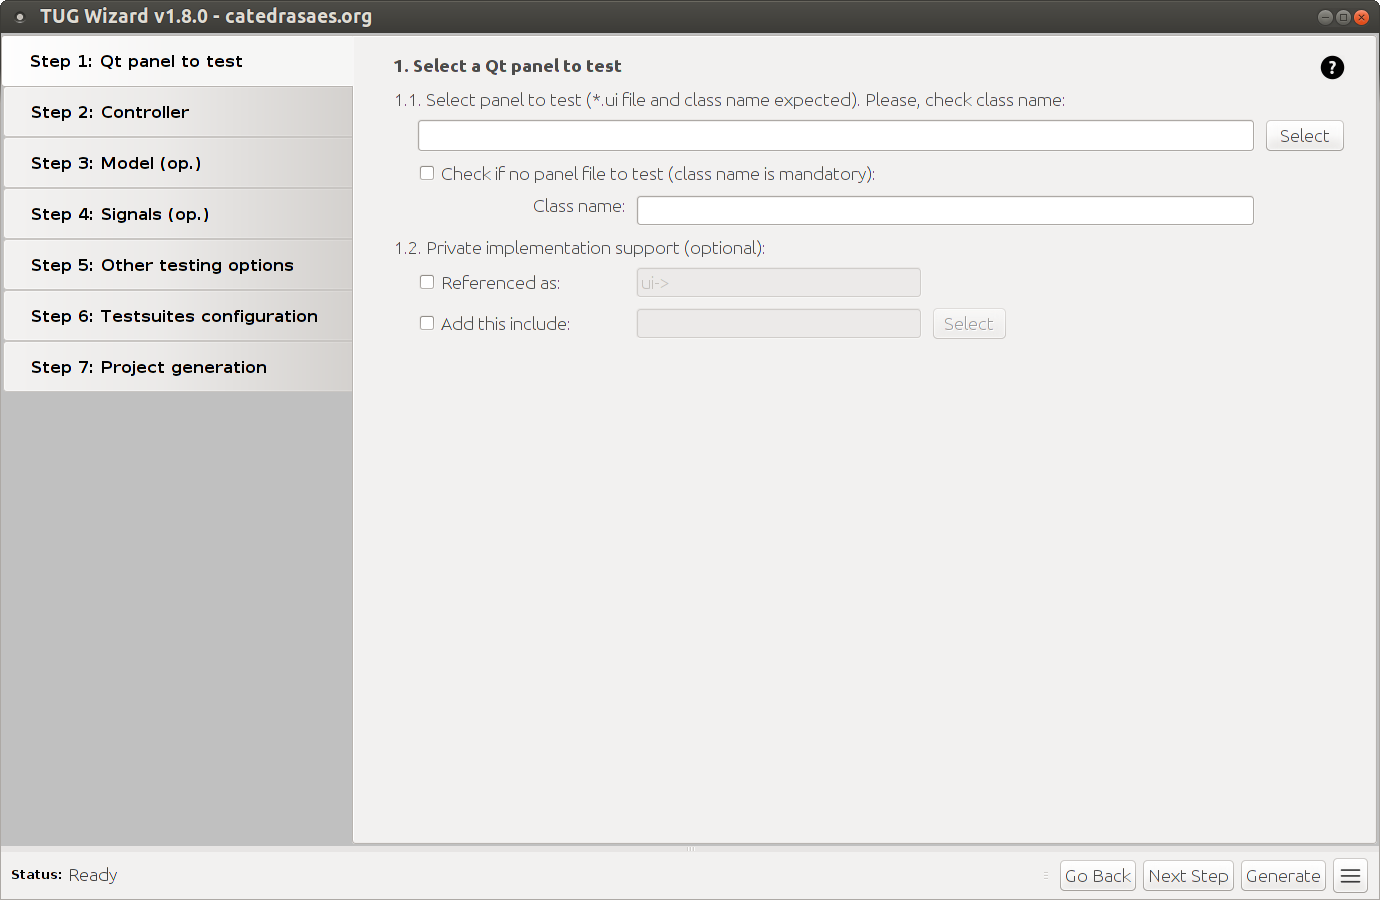 TUG Wizard v1.8.0 - catedrasaes.org
Step 1: Qt panel to test
Step 2: Controller
Step 3: Model (op.)
Step 4: Signals (op.)
Step 5: Other testing options
Step 6: Testsuites configuration
Step 7: Project generation
1. Select a Qt panel to test
?
1.1. Select panel to test (*.ui file and class name expected). Please, check class name:
Select
Check if no panel file to test (class name is mandatory):
Class name:
1.2. Private implementation support (optional):
Referenced as: ui->
Add this include: Select
Status: Ready
Go Back Next Step Generate